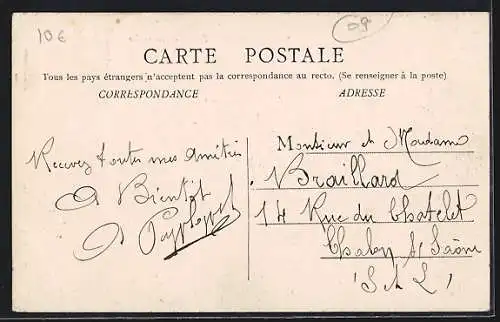 10€
09
CARTE POSTALE
Tous les pays étrangers n'acceptent pas la correspondance au recto. (Se renseigner à la poste)
CORRESPONDANCE
ADRESSE
Recevez toutes mes amitiés
A Bientôt
A
Monsieur et Madame
Braillard
14 Rue du Chatelet
Chalon s/ Saône
(S et L)